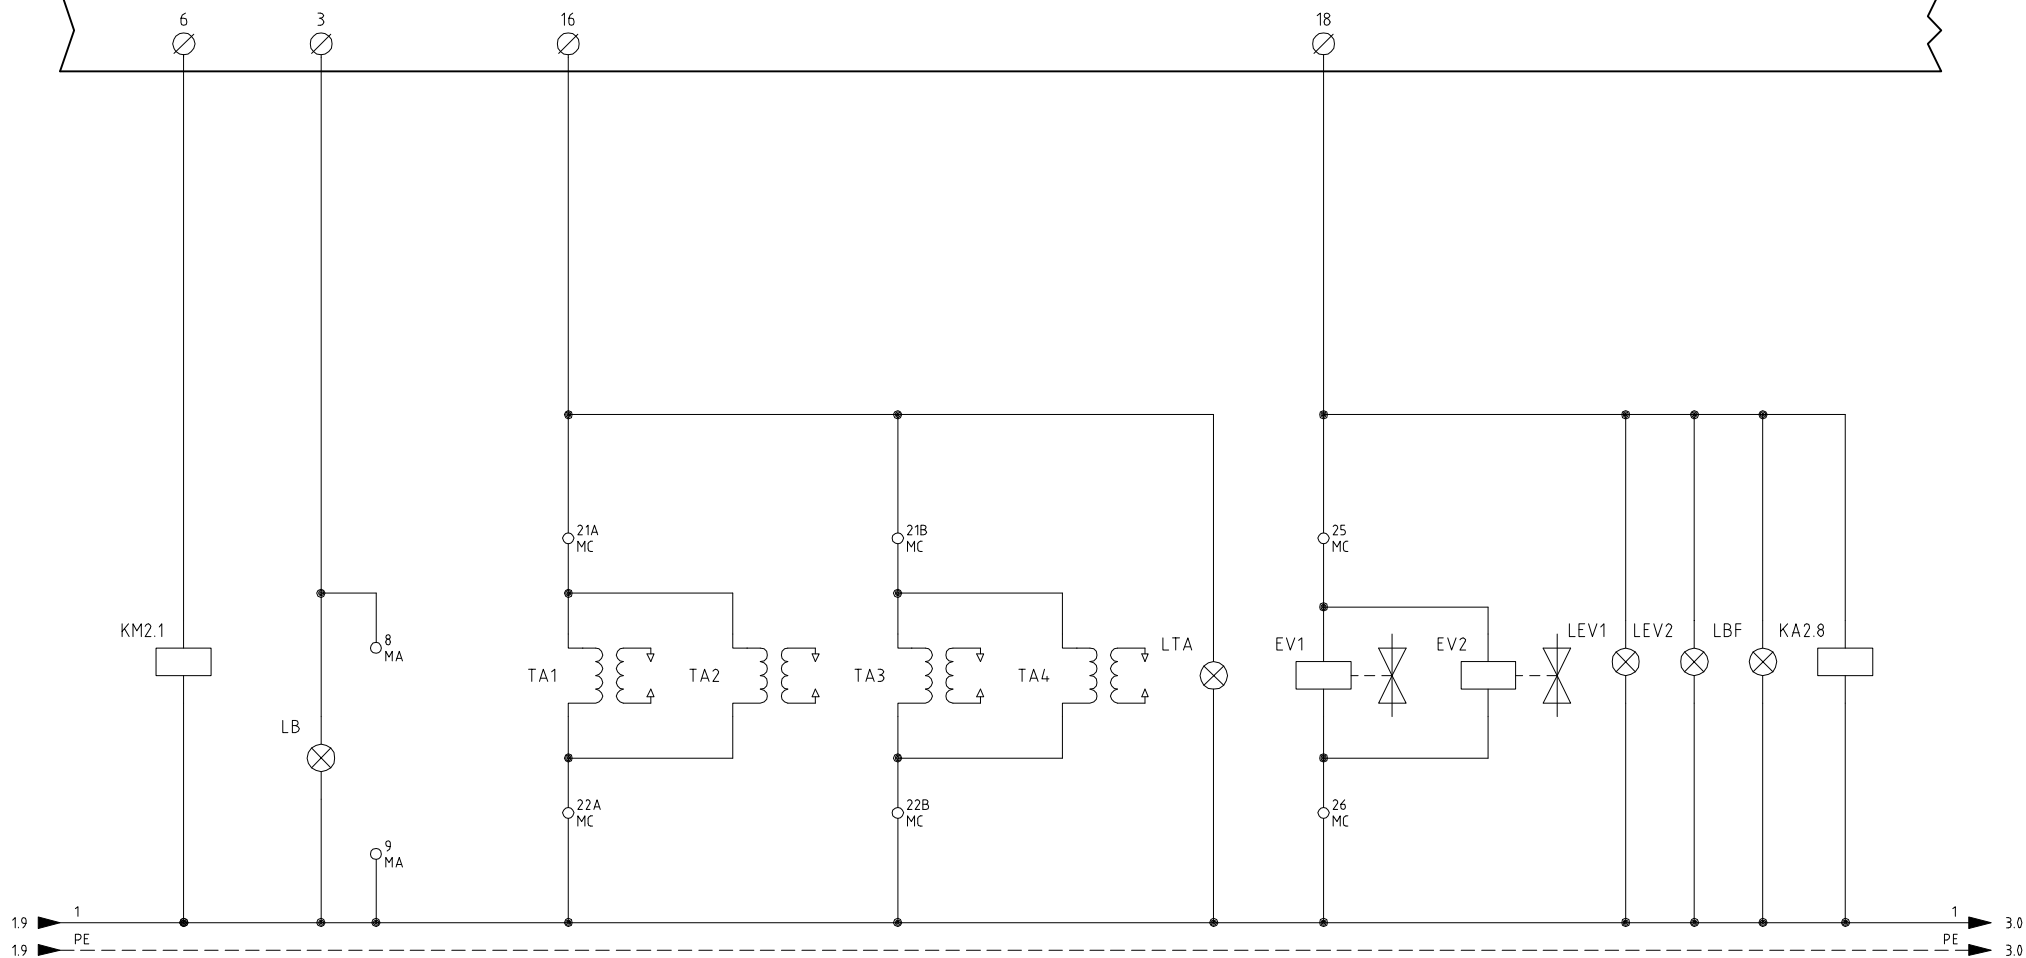 6
3
16
18
21A
MC
21B
MC
25
MC
KM2.1
8
MA
TA1
TA2
TA3
TA4
LTA
EV1
EV2
LEV1
LEV2
LBF
KA2.8
LB
22A
MC
22B
MC
26
MC
9
MA
1.9
1
1
3.0
1.9
PE
PE
3.0